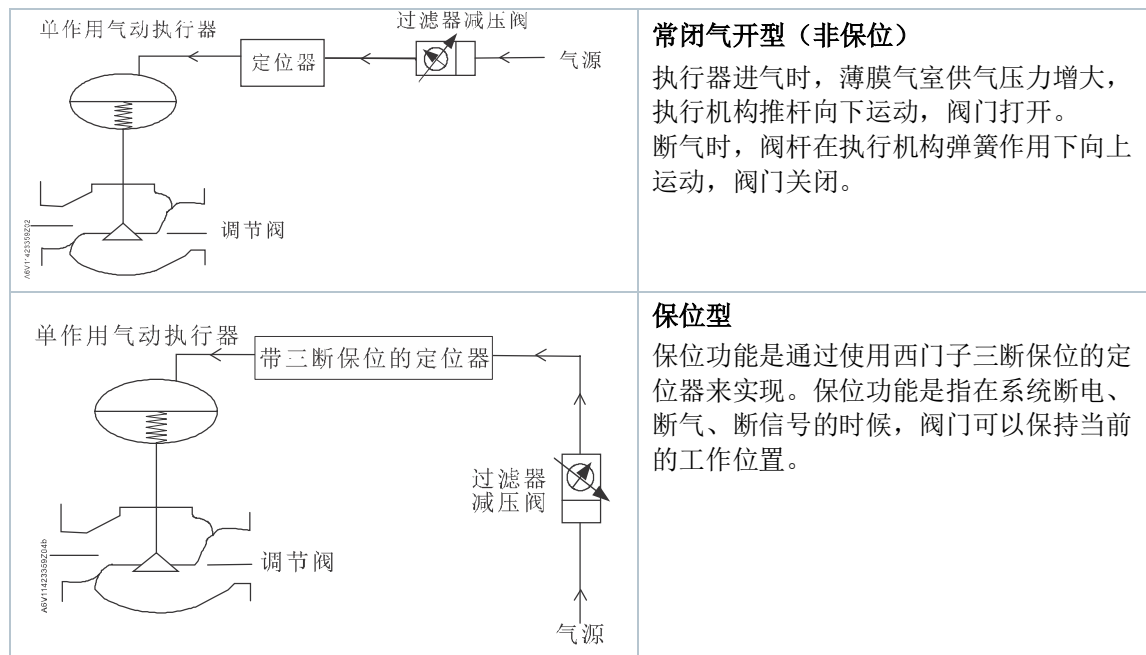 单作用气动执行器
过滤器减压阀
定位器
气源
调节阀
A6V11423359Z02
常闭气开型（非保位）
执行器进气时，薄膜气室供气压力增大，
执行机构推杆向下运动，阀门打开。
断气时，阀杆在执行机构弹簧作用下向上
运动，阀门关闭。
单作用气动执行器
带三断保位的定位器
过滤器
减压阀
调节阀
气源
A6V11423359Z04b
保位型
保位功能是通过使用西门子三断保位的定
位器来实现。保位功能是指在系统断电、
断气、断信号的时候，阀门可以保持当前
的工作位置。